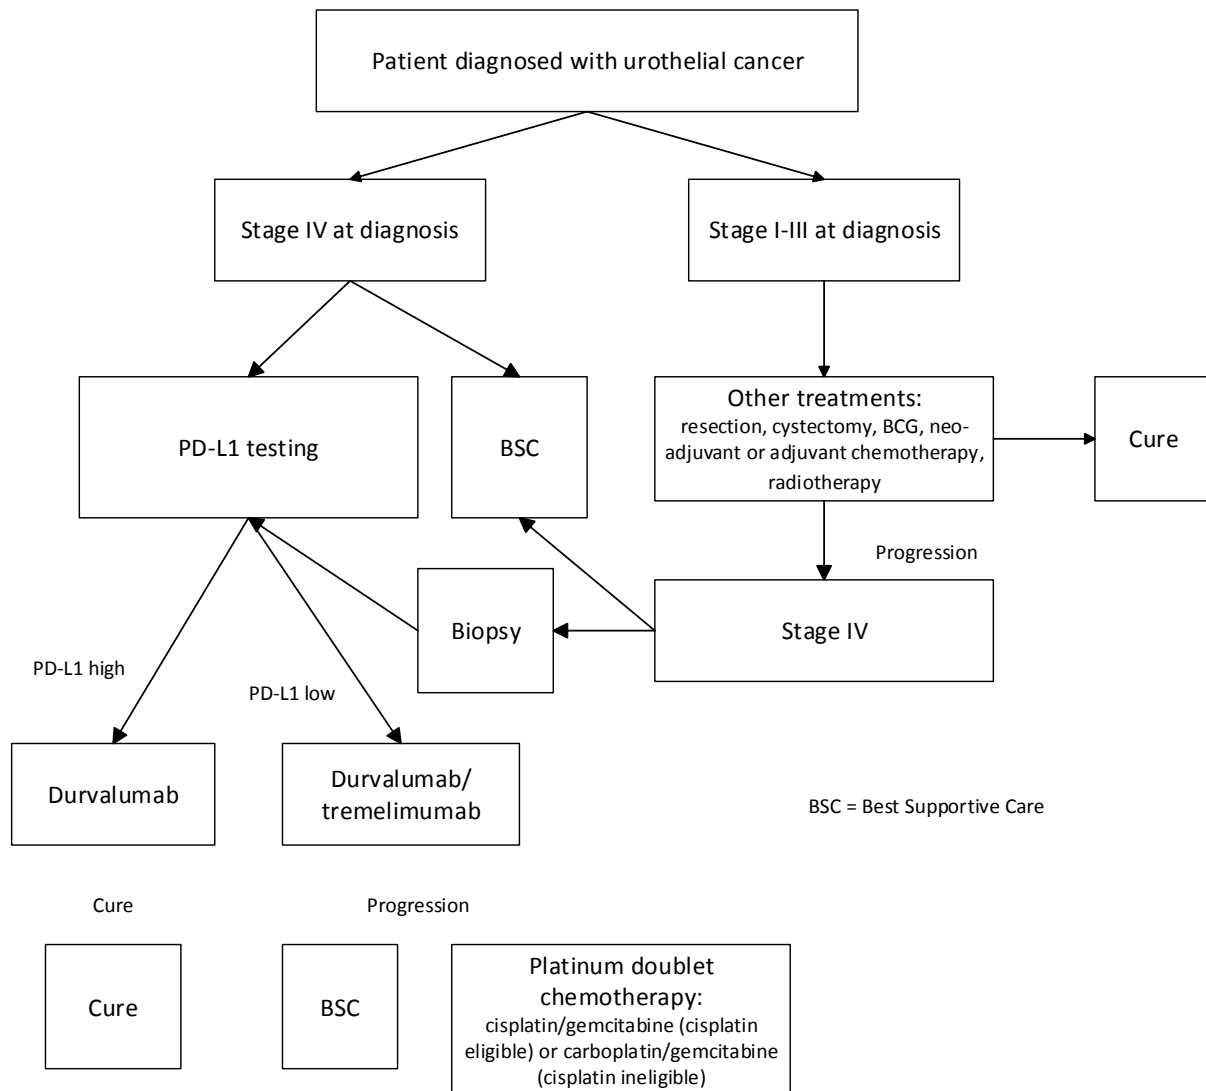 Patient diagnosed with urothelial cancer
Stage IV at diagnosis
Stage I-III at diagnosis
PD-L1 testing
BSC
Other treatments:
resection, cystectomy, BCG, neo-
adjuvant or adjuvant chemotherapy,
radiotherapy
Cure
Progression
Biopsy
Stage IV
PD-L1 high
PD-L1 low
Durvalumab
Durvalumab/
tremelimumab
BSC = Best Supportive Care
Cure
Progression
Cure
BSC
Platinum doublet
chemotherapy:
cisplatin/gemcitabine (cisplatin
eligible) or carboplatin/gemcitabine
(cisplatin ineligible)